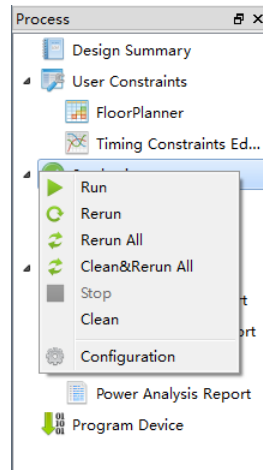 Process
Design Summary
User Constraints
FloorPlanner
Timing Constraints Ed...
Run
Rerun
Rerun All
Clean&Rerun All
Stop
Clean
Configuration
Power Analysis Report
Program Device